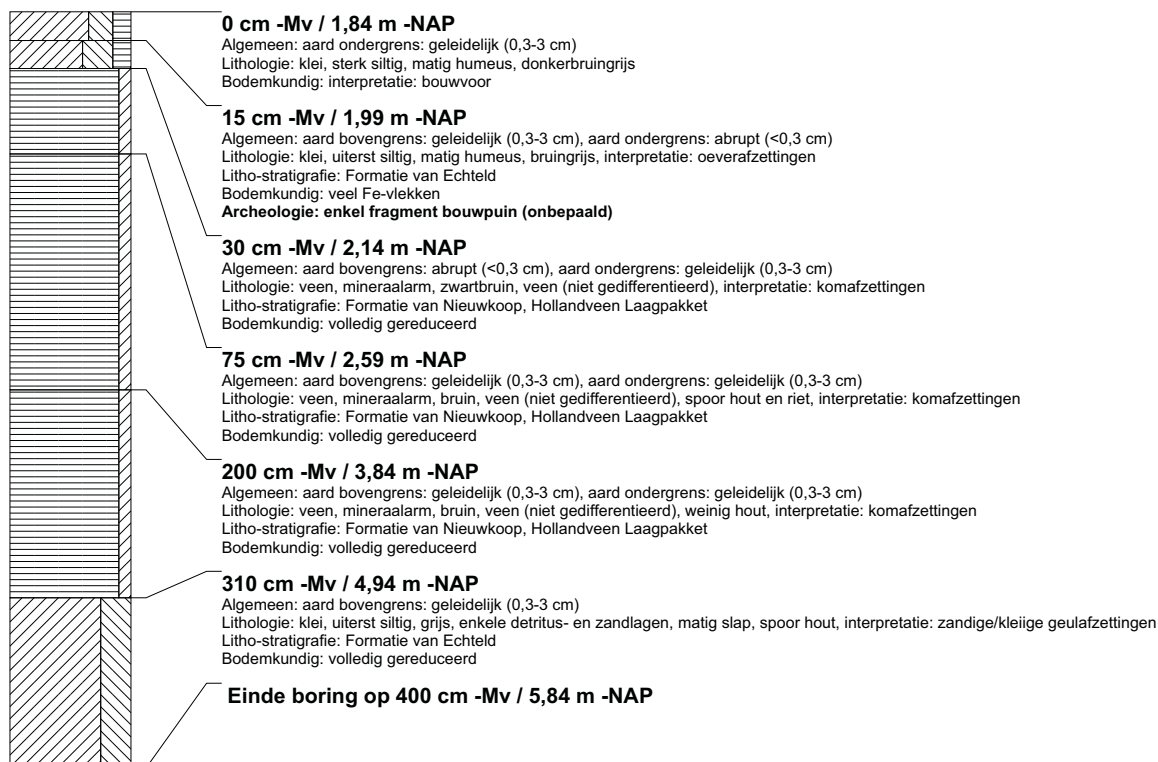 0 cm -Mv / 1,84 m -NAP
Algemeen: aard ondergrens: geleidelijk (0,3-3 cm)
Lithologie: klei, sterk siltig, matig humeus, donkerbruingrijs
Bodemkundig: interpretatie: bouwvoor
15 cm -Mv / 1,99 m -NAP
Algemeen: aard bovengrens: geleidelijk (0,3-3 cm), aard ondergrens: abrupt (<0,3 cm)
Lithologie: klei, uiterst siltig, matig humeus, bruingrijs, interpretatie: oeverafzettingen
Litho-stratigrafie: Formatie van Echteld
Bodemkundig: veel Fe-vlekken
Archeologie: enkel fragment bouwpuin (onbepaald)
30 cm -Mv / 2,14 m -NAP
Algemeen: aard bovengrens: abrupt (<0,3 cm), aard ondergrens: geleidelijk (0,3-3 cm)
Lithologie: veen, mineraalarm, zwartbruin, veen (niet gedifferentieerd), interpretatie: komafzettingen
Litho-stratigrafie: Formatie van Nieuwkoop, Hollandveen Laagpakket
Bodemkundig: volledig gereduceerd
75 cm -Mv / 2,59 m -NAP
Algemeen: aard bovengrens: geleidelijk (0,3-3 cm), aard ondergrens: geleidelijk (0,3-3 cm)
Lithologie: veen, mineraalarm, bruin, veen (niet gedifferentieerd), spoor hout en riet, interpretatie: komafzettingen
Litho-stratigrafie: Formatie van Nieuwkoop, Hollandveen Laagpakket
Bodemkundig: volledig gereduceerd
200 cm -Mv / 3,84 m -NAP
Algemeen: aard bovengrens: geleidelijk (0,3-3 cm), aard ondergrens: geleidelijk (0,3-3 cm)
Lithologie: veen, mineraalarm, bruin, veen (niet gedifferentieerd), weinig hout, interpretatie: komafzettingen
Litho-stratigrafie: Formatie van Nieuwkoop, Hollandveen Laagpakket
Bodemkundig: volledig gereduceerd
310 cm -Mv / 4,94 m -NAP
Algemeen: aard bovengrens: geleidelijk (0,3-3 cm)
Lithologie: klei, uiterst siltig, grijs, enkele detritus- en zandlagen, matig slap, spoor hout, interpretatie: zandige/kleiige geulafzettingen
Litho-stratigrafie: Formatie van Echteld
Bodemkundig: volledig gereduceerd
Einde boring op 400 cm -Mv / 5,84 m -NAP